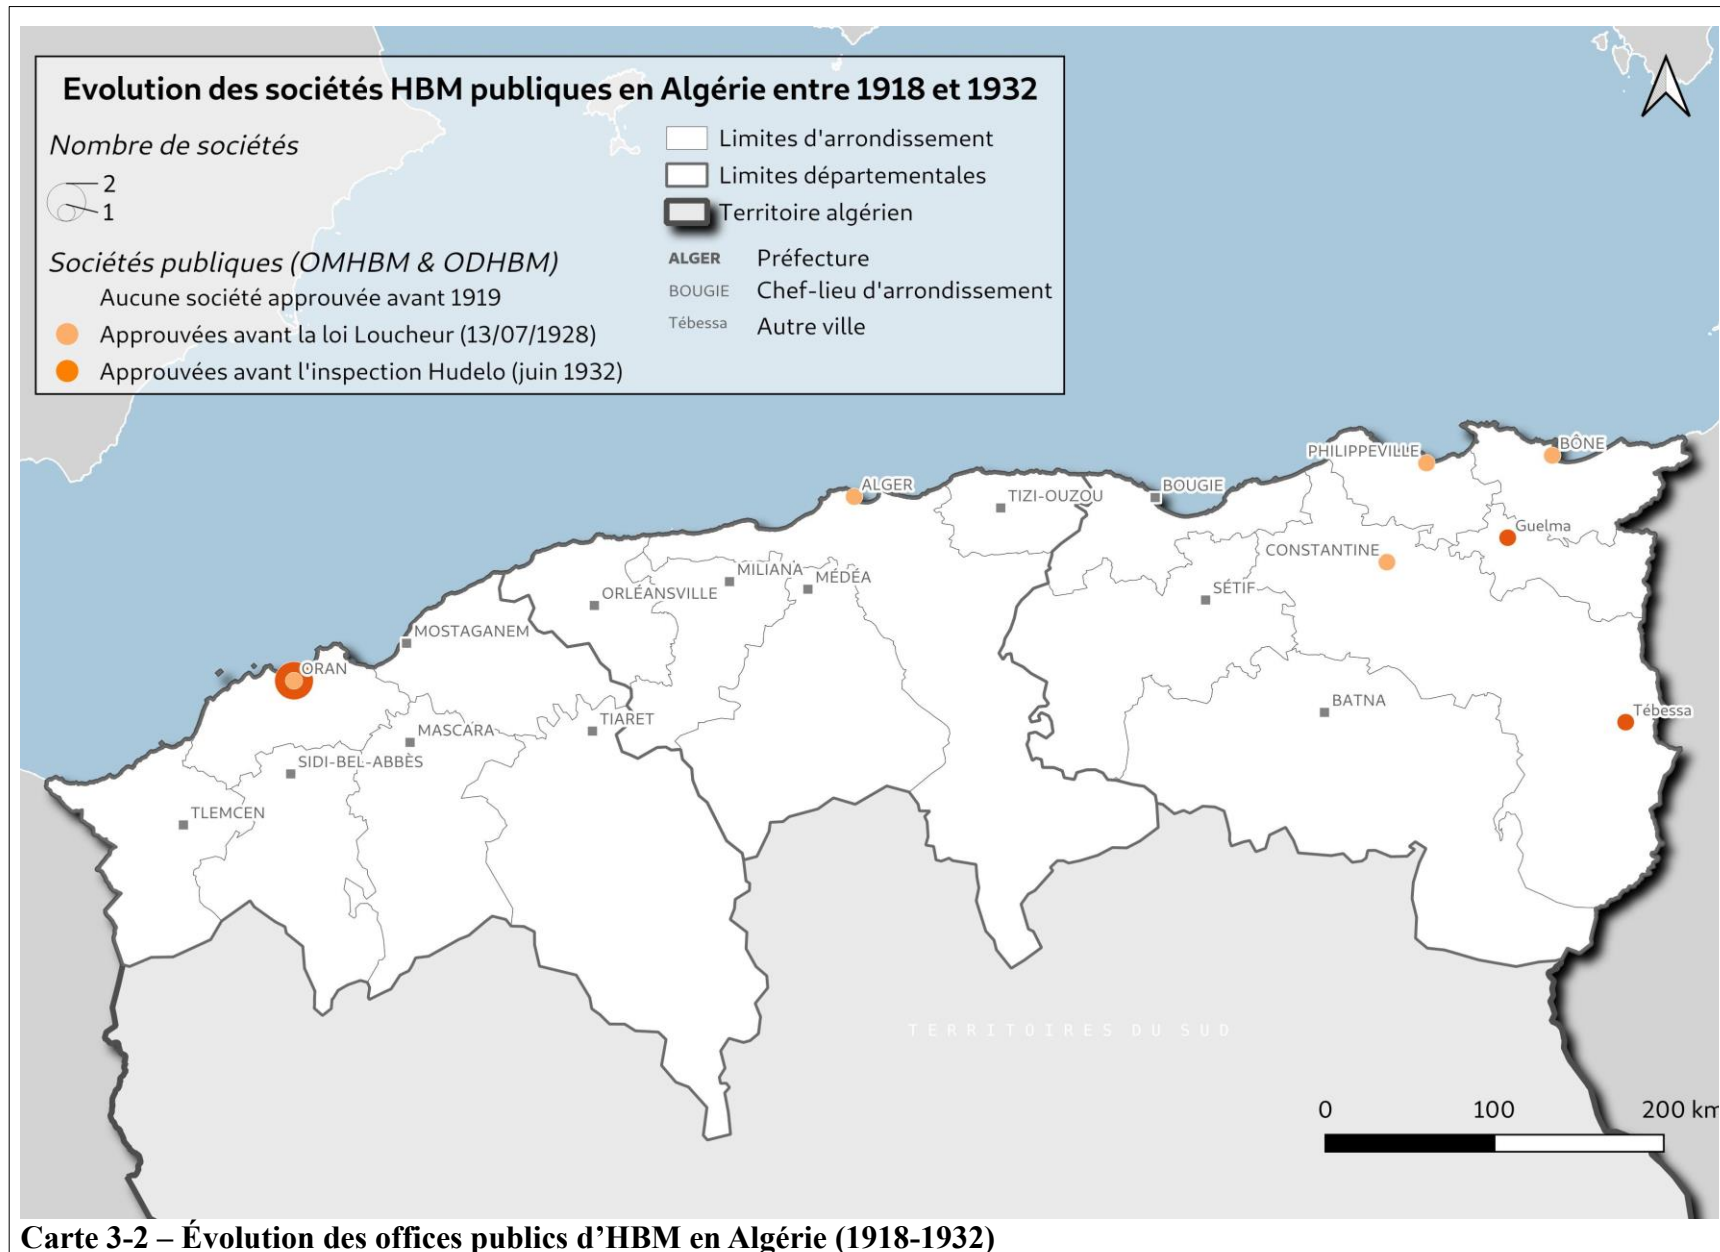 Evolution des sociétés HBM publiques en Algérie entre 1918 et 1932
Nombre de sociétés
2
1
Sociétés publiques (OMHBM & ODHBM)
Aucune société approuvée avant 1919
Approuvées avant la loi Loucheur (13/07/1928)
Approuvées avant l'inspection Hudelo (juin 1932)
Limites d'arrondissement
Limites départementales
Territoire algérien
ALGER Préfecture
BOUGIE Chef-lieu d'arrondissement
Tébessa Autre ville
PHILIPPEVILLE
BÔNE
ALGER
TIZI-OUZOU
BOUGIE
Guelma
CONSTANTINE
MILIANA
MÉDÉA
ORLÉANSVILLE
SÉTIF
MOSTAGANEM
ORAN
BATNA
Tébessa
TIARET
MASCARA
SIDI-BEL-ABBÈS
TLEMCEN
TERRITOIRES DU SUD
0 100 200 km
Carte 3-2 – Évolution des offices publics d'HBM en Algérie (1918-1932)